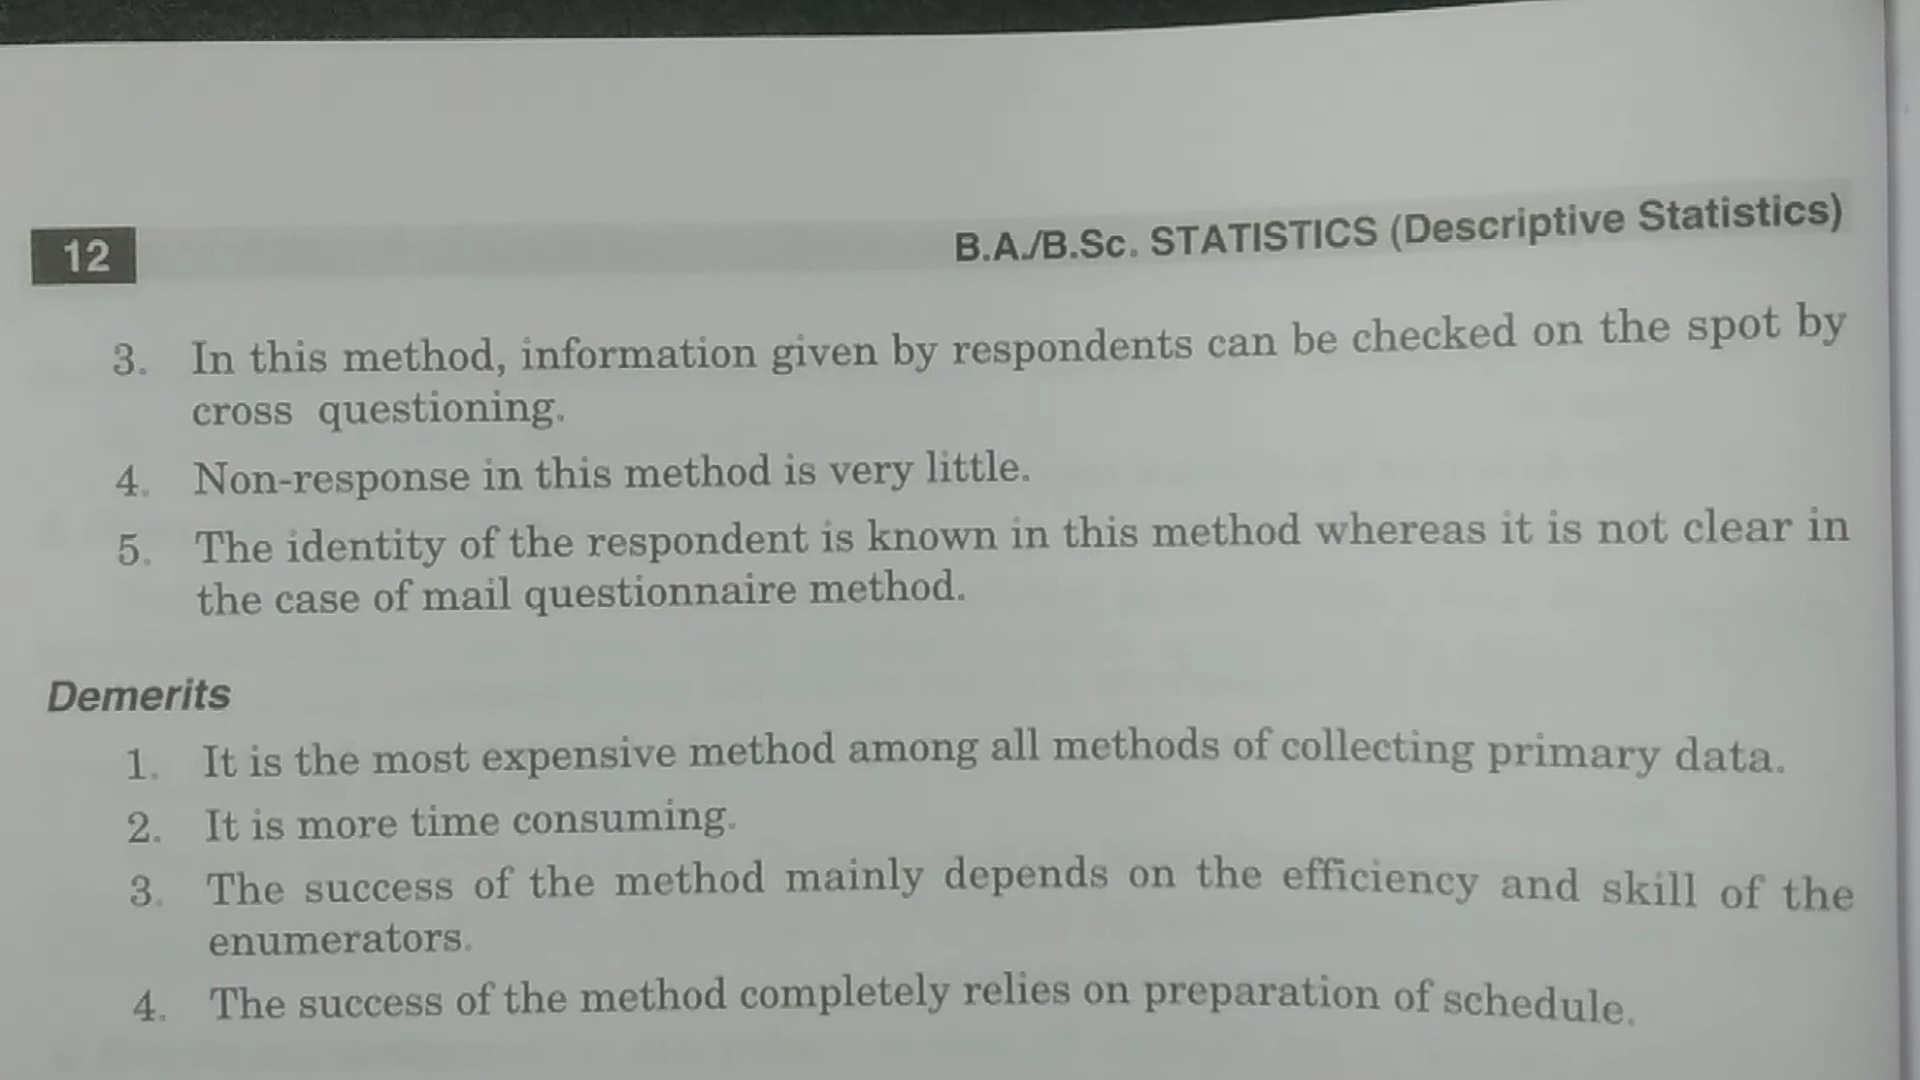 12
B.A./B.Sc. STATISTICS (Descriptive Statistics)
3. In this method, information given by respondents can be checked on the spot by
cross questioning.
4. Non-response in this method is very little.
5. The identity of the respondent is known in this method whereas it is not clear in
the case of mail questionnaire method.
Demerits
1. It is the most expensive method among all methods of collecting primary data.
2. It is more time consuming.
3. The success of the method mainly depends on the efficiency and skill of the
enumerators.
4. The success of the method completely relies on preparation of schedule.